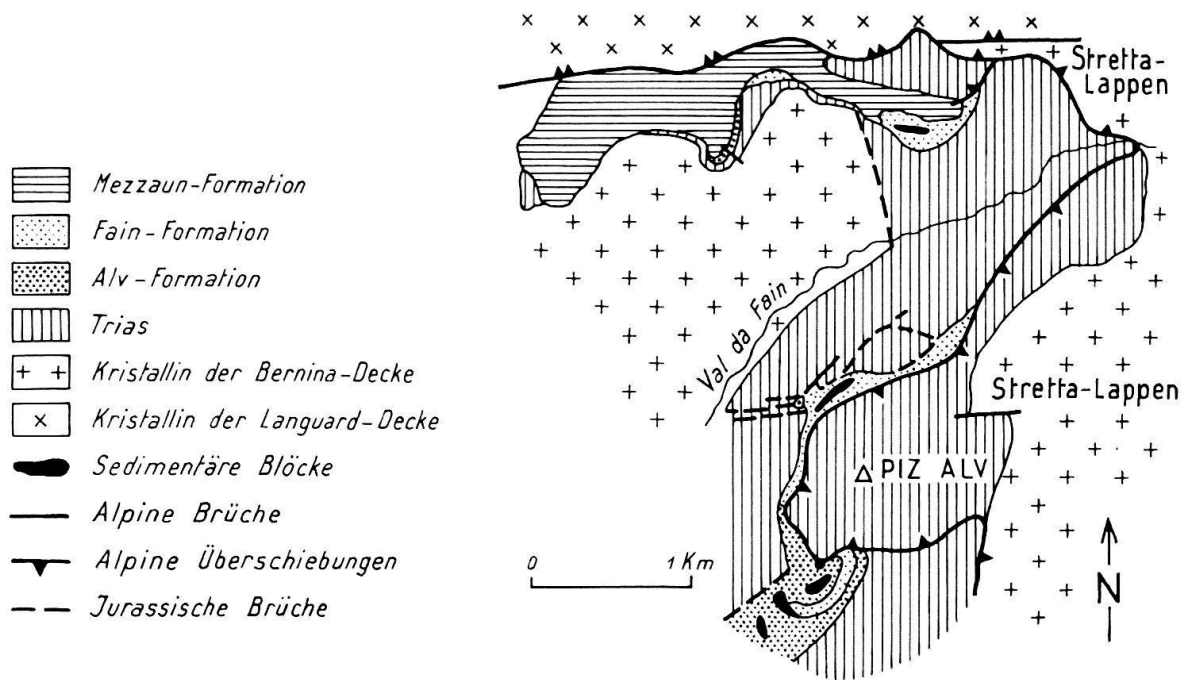 Mezzaun-Formation
Fain-Formation
Alv-Formation
Trias
Kristallin der Bernina-Decke
Kristallin der Languard-Decke
Sedimentäre Blöcke
Alpine Brüche
Alpine Überschiebungen
Jurassische Brüche
Stretta-
Lappen
Val da Fain
Stretta-Lappen
PIZ ALV
0 1 Km
N